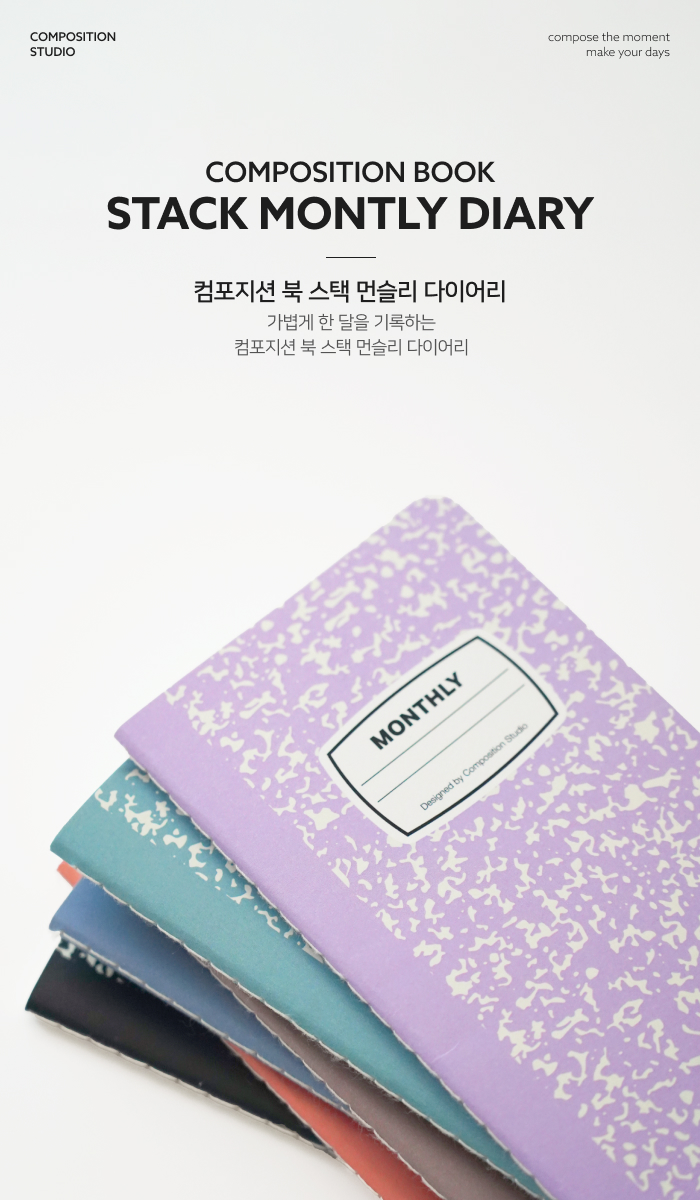 COMPOSITION
STUDIO
compose the moment
make your days
COMPOSITION BOOK
STACK MONTLY DIARY
컴포지션 북 스택 먼슬리 다이어리
가볍게 한 달을 기록하는
컴포지션 북 스택 먼슬리 다이어리
MONTHLY
Designed by Composition Studio